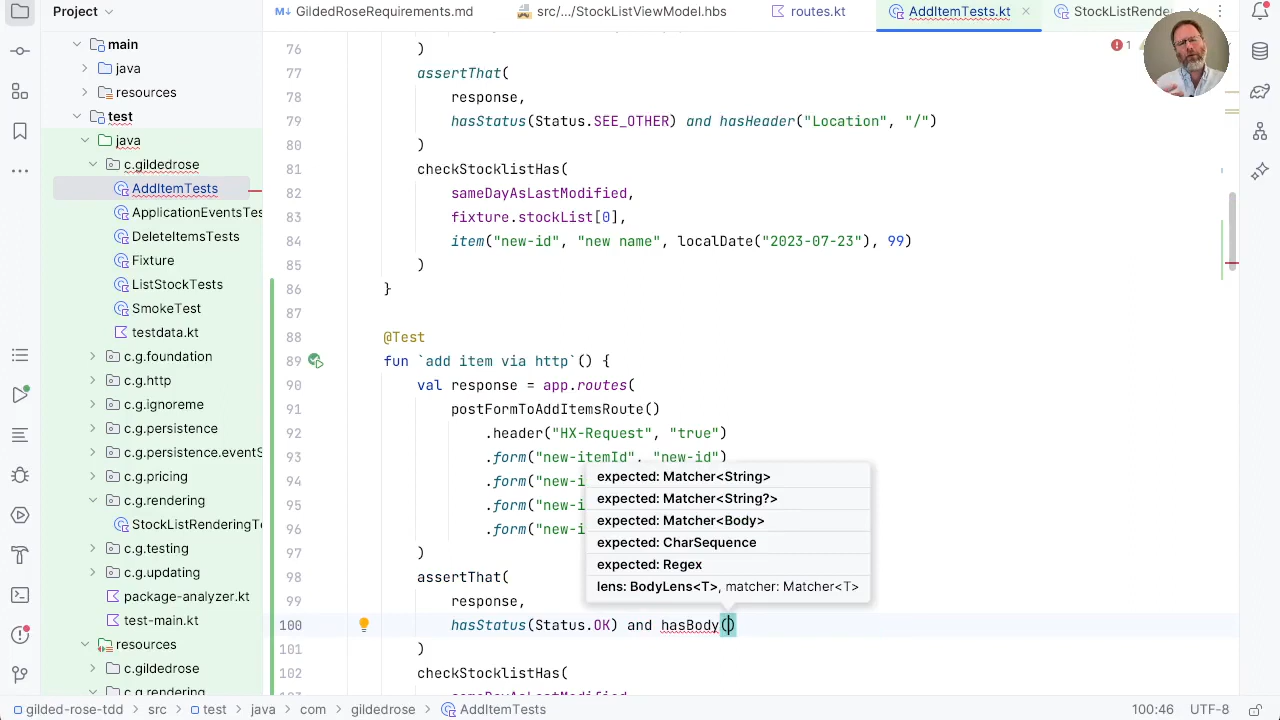 Project
GildedRoseRequirements.md
src/.../StockListViewModel.hbs
routes.kt
AddItemTests.kt
StockListRende
main
java
resources
test
java
c.gildedrose
AddItemTests
ApplicationEventsTes
DeleteItemsTests
Fixture
ListStockTests
SmokeTest
testdata.kt
c.g.foundation
c.g.http
c.g.ignoreme
c.g.persistence
c.g.persistence.eventS
c.g.pricing
c.g.rendering
StockListRenderingTe
c.g.testing
c.g.updating
package-analyzer.kt
test-main.kt
resources
c.gildedrose
c.g.rendering
1
76 )
77 assertThat(
78 response,
79 hasStatus(Status.SEE_OTHER) and hasHeader("Location", "/")
80 )
81 checkStocklistHas(
82 sameDayAsLastModified,
83 fixture.stockList[0],
84 item("new-id", "new name", localDate("2023-07-23"), 99)
85 )
86 }
87
88 @Test
89 fun `add item via http`() {
90 val response = app.routes(
91 postFormToAddItemsRoute()
92 .header("HX-Request", "true")
93 .form("new-itemId", "new-id")
94 .form("new-i
95 .form("new-i
96 .form("new-i
97 )
98 assertThat(
99 response,
100 hasStatus(Status.OK) and hasBody()
101 )
102 checkStocklistHas(
sameDayAsLastModified
expected: Matcher<String>
expected: Matcher<String?>
expected: Matcher<Body>
expected: CharSequence
expected: Regex
lens: BodyLens<T>, matcher: Matcher<T>
gilded-rose-tdd > src > test > java > com > gildedrose > AddItemTests
100:46 UTF-8